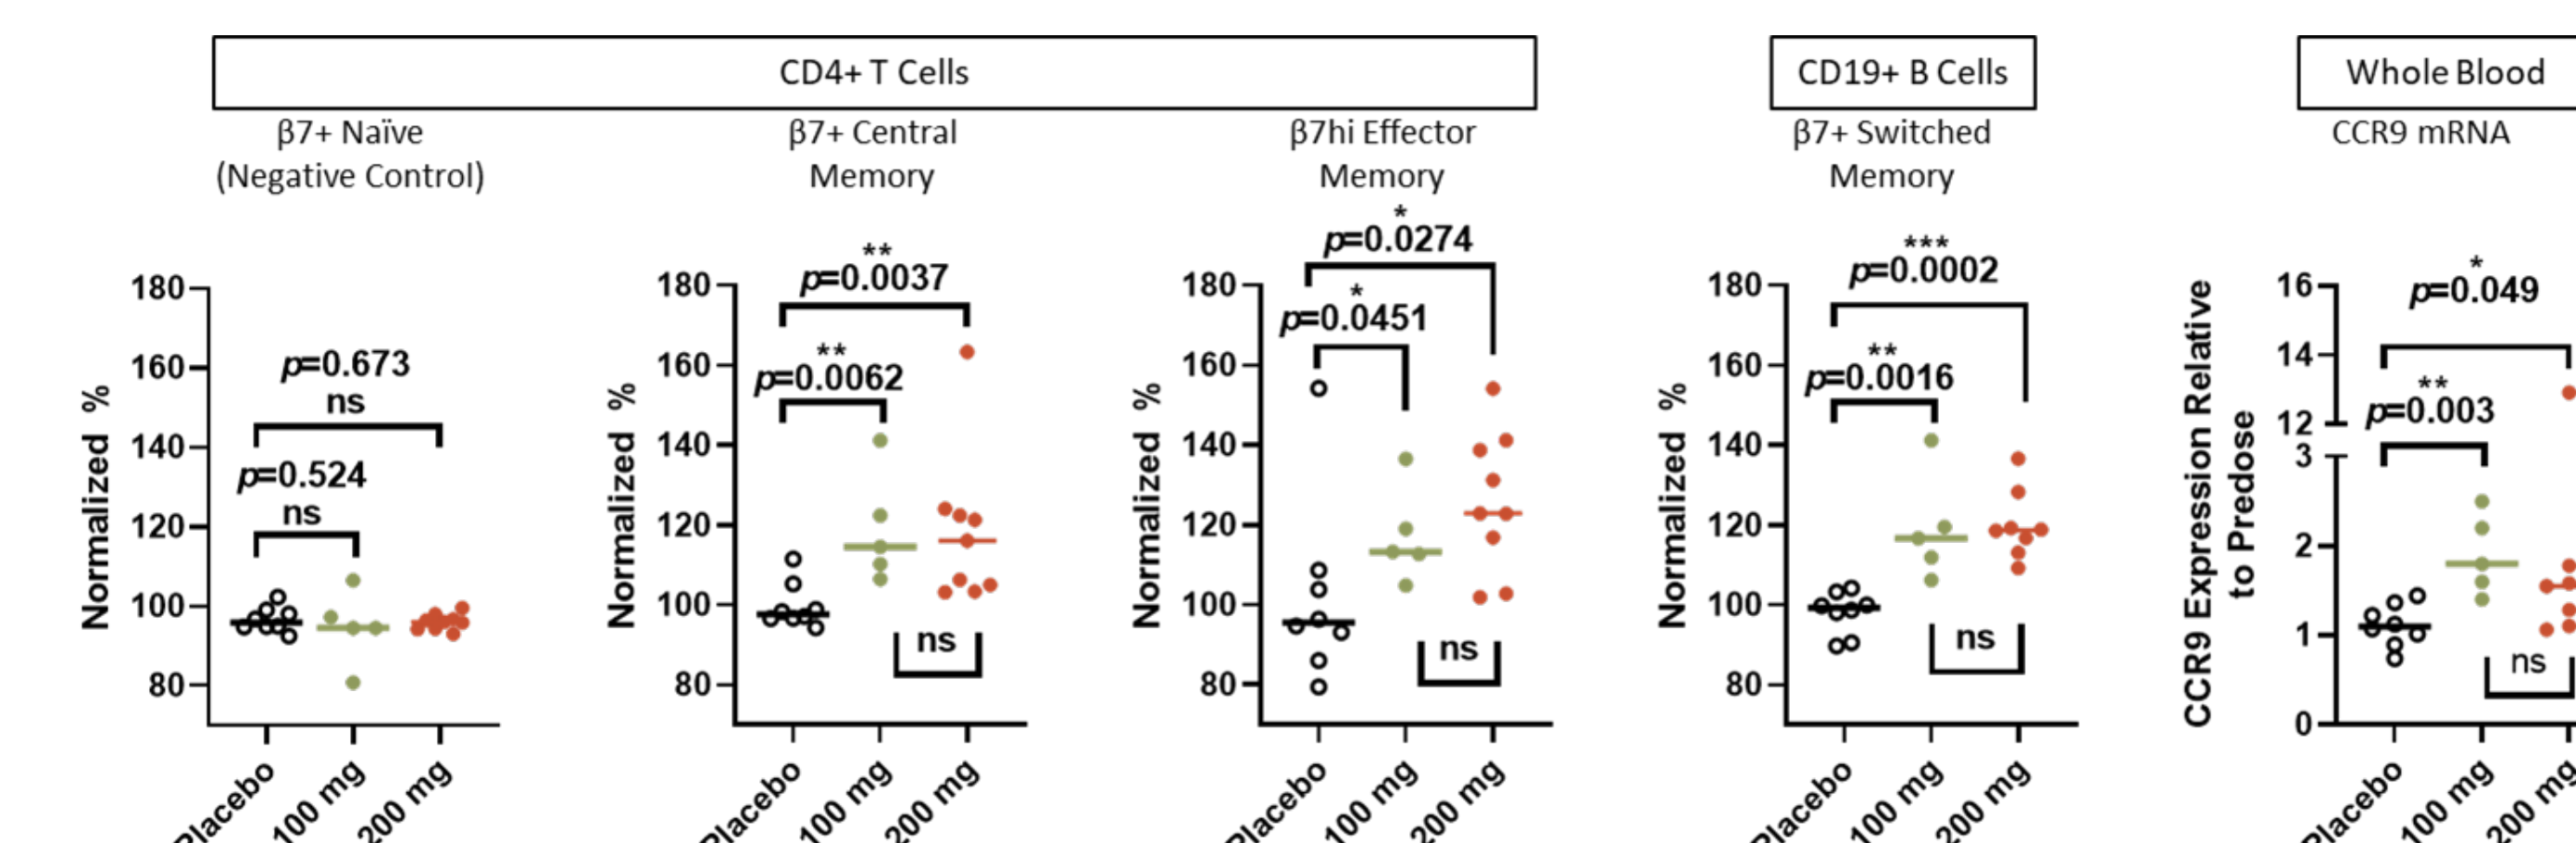 CD4+ T Cells
CD19+ B Cells
Whole Blood
β7+ Naïve
(Negative Control)
β7+ Central
Memory
β7hi Effector
Memory
β7+ Switched
Memory
CCR9 mRNA
Normalized %
180
160
140
120
100
80
p=0.673
ns
p=0.524
ns
Placebo
100 mg
200 mg
Normalized %
180
160
140
120
100
80
**
p=0.0037
**
p=0.0062
ns
Placebo
100 mg
200 mg
Normalized %
180
160
140
120
100
80
*
p=0.0274
*
p=0.0451
ns
Placebo
100 mg
200 mg
Normalized %
180
160
140
120
100
80
***
p=0.0002
**
p=0.0016
ns
Placebo
100 mg
200 mg
CCR9 Expression Relative
to Predose
16
14
12
3
2
1
0
*
p=0.049
**
p=0.003
ns
Placebo
100 mg
200 mg